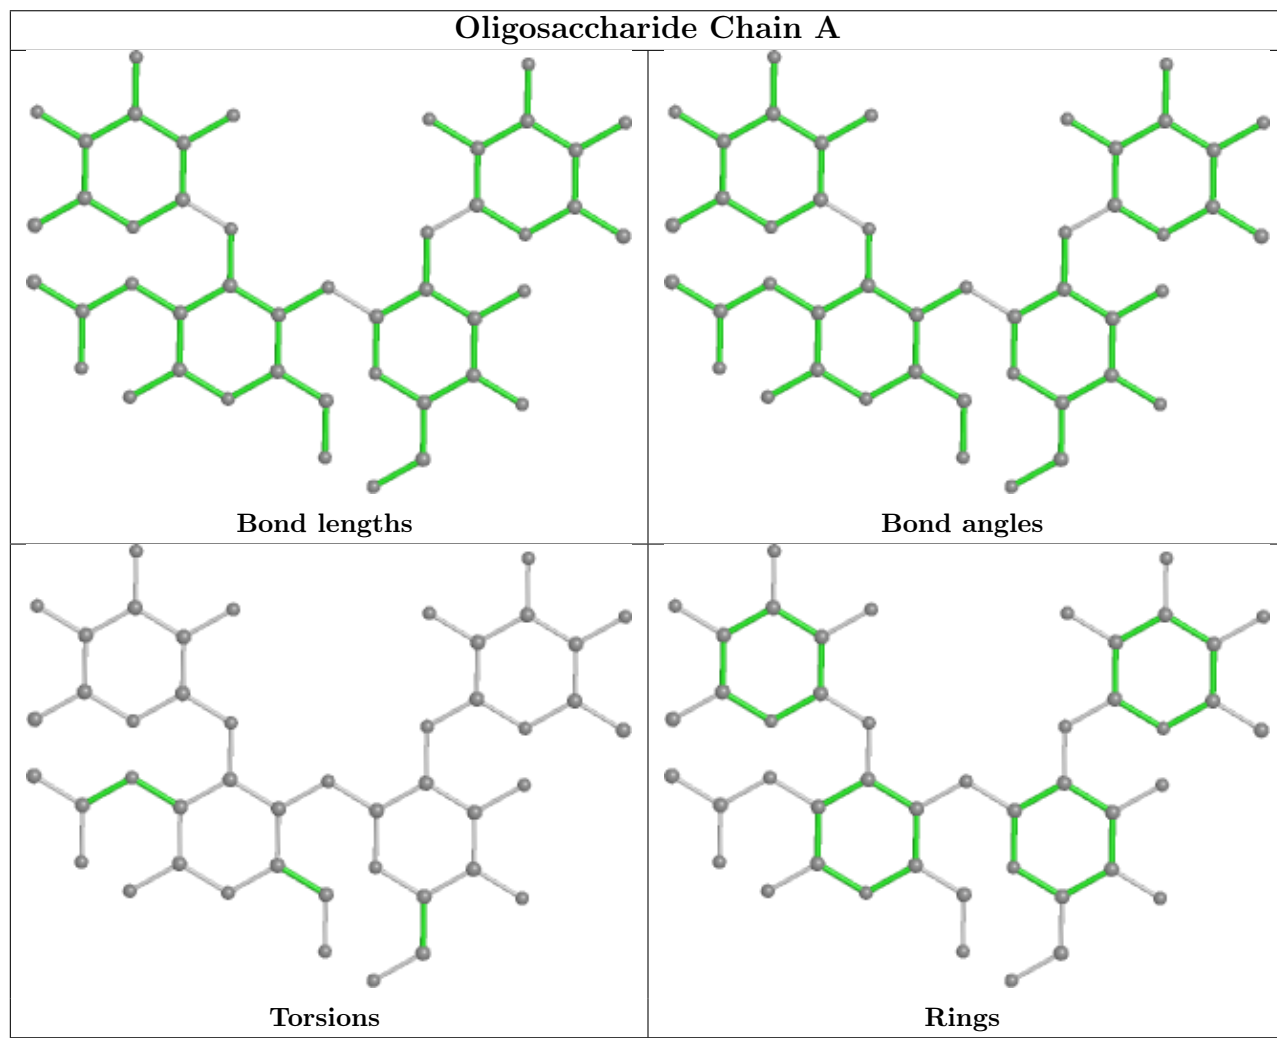 Oligosaccharide Chain A
Bond lengths
Bond angles
Torsions
Rings